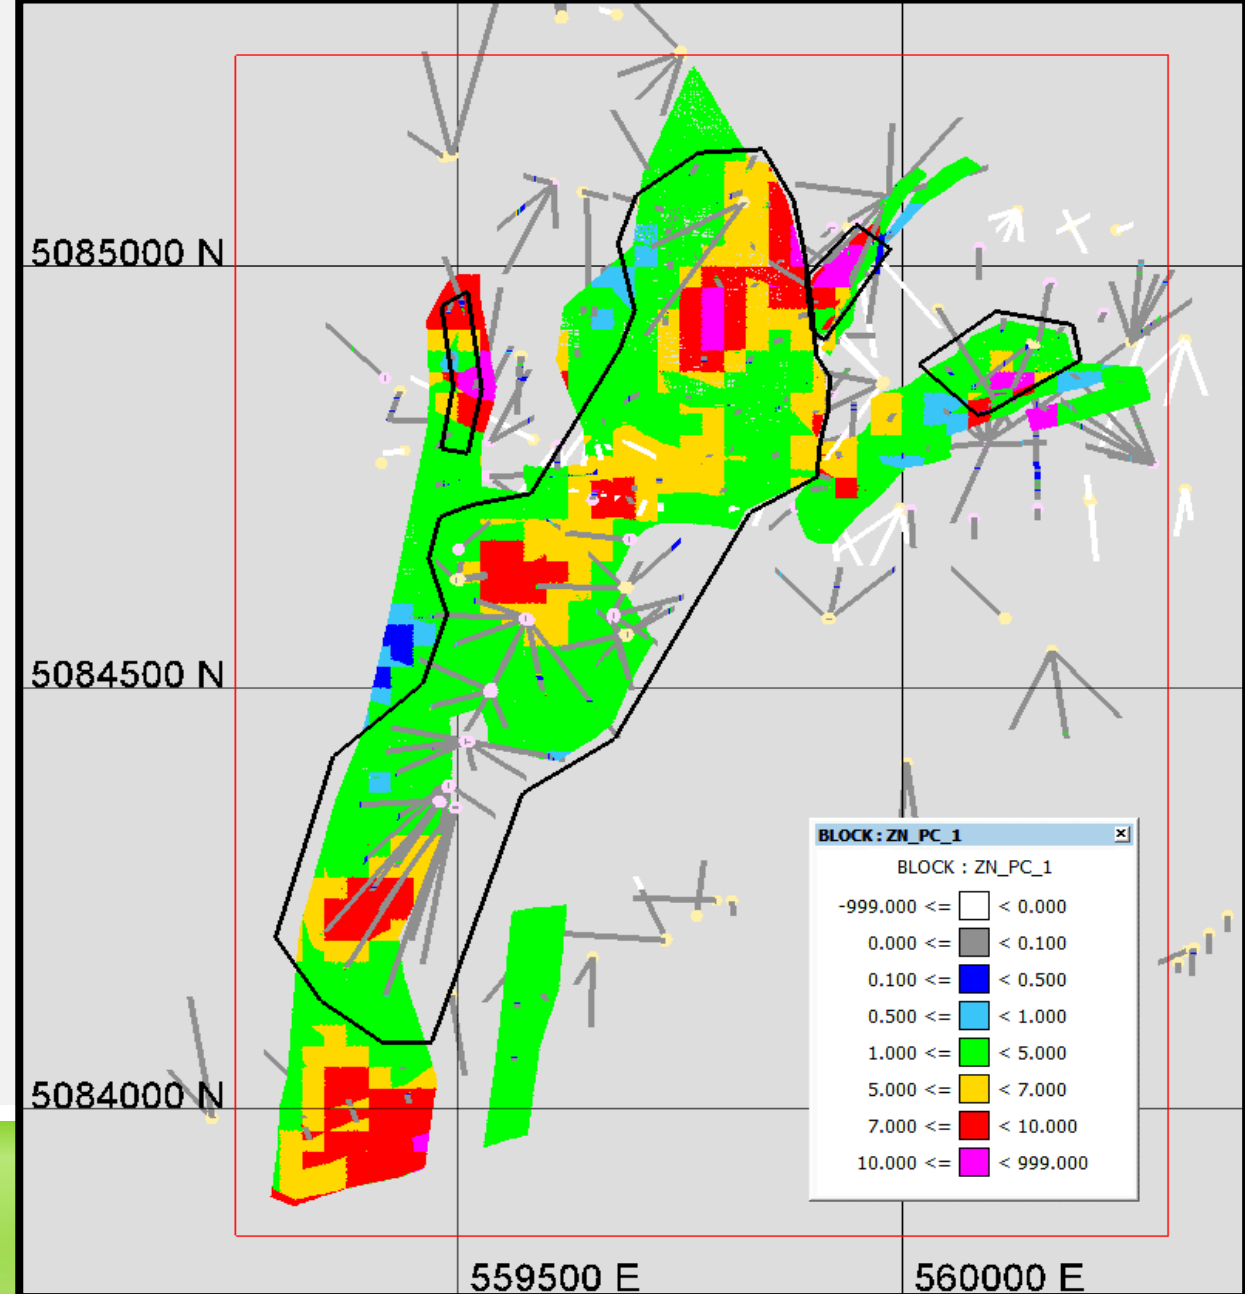 5085000 N
5084500 N
BLOCK : ZN_PC_1
BLOCK : ZN_PC_1
-999.000 <= < 0.000
0.000 <= < 0.100
0.100 <= < 0.500
0.500 <= < 1.000
1.000 <= < 5.000
5.000 <= < 7.000
7.000 <= < 10.000
10.000 <= < 999.000
5084000 N
559500 E
560000 E